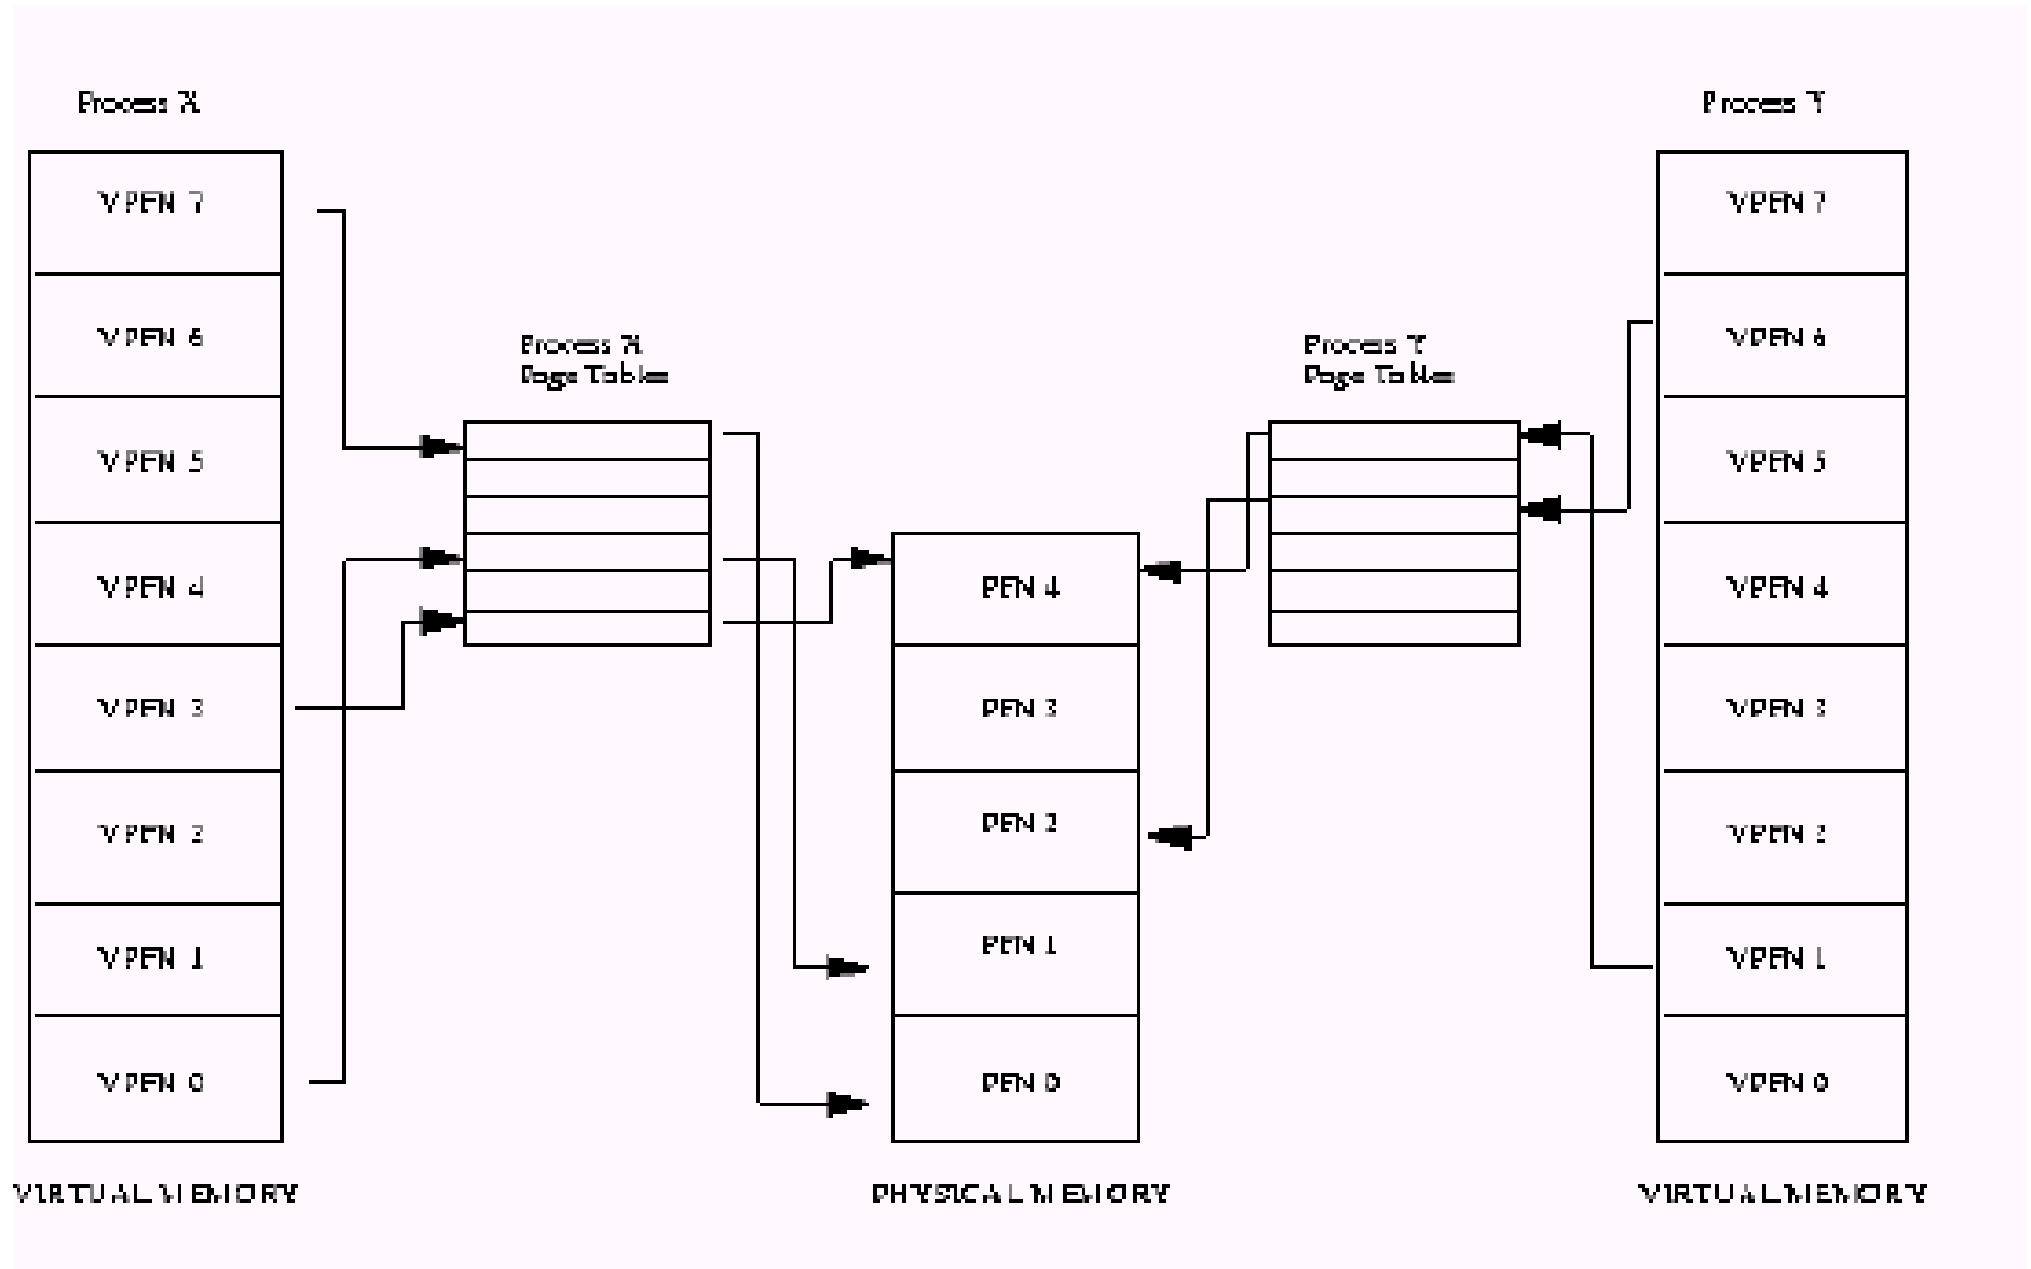 Process X
Process Y
VPFN 7
VPFN 6
VPFN 5
VPFN 4
VPFN 3
VPFN 2
VPFN 1
VPFN 0
VIRTUAL MEMORY
Process X
Page Tables
PFN 4
PFN 3
PFN 2
PFN 1
PFN 0
PHYSICAL MEMORY
Process Y
Page Tables
VPFN 7
VPFN 6
VPFN 5
VPFN 4
VPFN 3
VPFN 2
VPFN 1
VPFN 0
VIRTUAL MEMORY